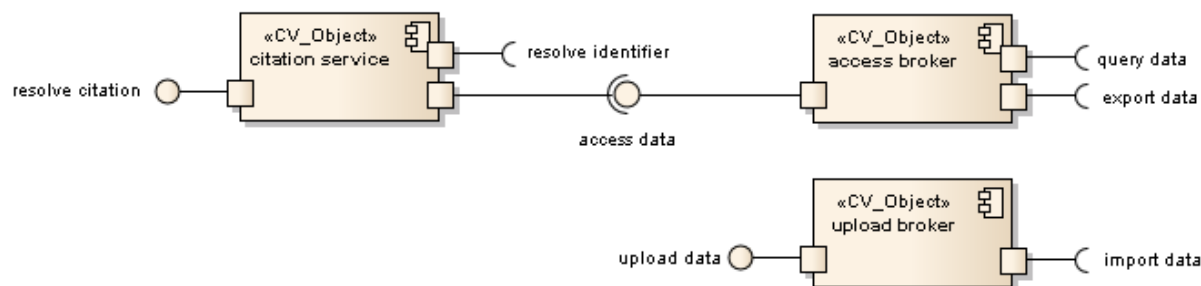 «CV_Object»
citation service
resolve identifier
resolve citation
access data
«CV_Object»
access broker
query data
export data
«CV_Object»
upload broker
upload data
import data